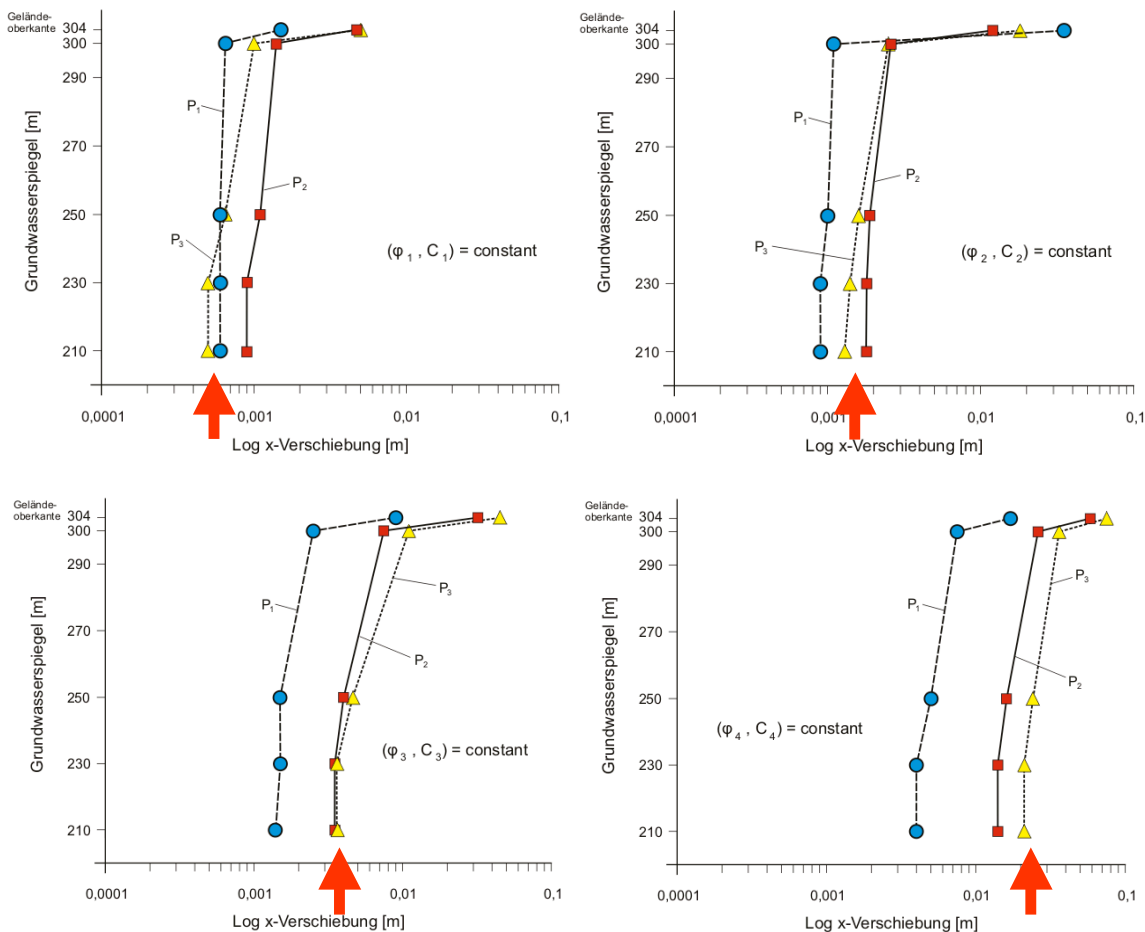 Gelände-
oberkante
304
300
290
270
250
230
210
Grundwasserspiegel [m]
P1
P2
P3
(φ1 , C1) = constant
0,0001
0,001
0,01
0,1
Log x-Verschiebung [m]
Gelände-
oberkante
304
300
290
270
250
230
210
Grundwasserspiegel [m]
P1
P2
P3
(φ2 , C2) = constant
0,0001
0,001
0,01
0,1
Log x-Verschiebung [m]
Gelände-
oberkante
304
300
290
270
250
230
210
Grundwasserspiegel [m]
P1
P3
P2
(φ3 , C3) = constant
0,0001
0,001
0,01
0,1
Log x-Verschiebung [m]
Gelände-
oberkante
304
300
290
270
250
230
210
Grundwasserspiegel [m]
P1
P3
P2
(φ4 , C4) = constant
0,0001
0,001
0,01
0,1
Log x-Verschiebung [m]